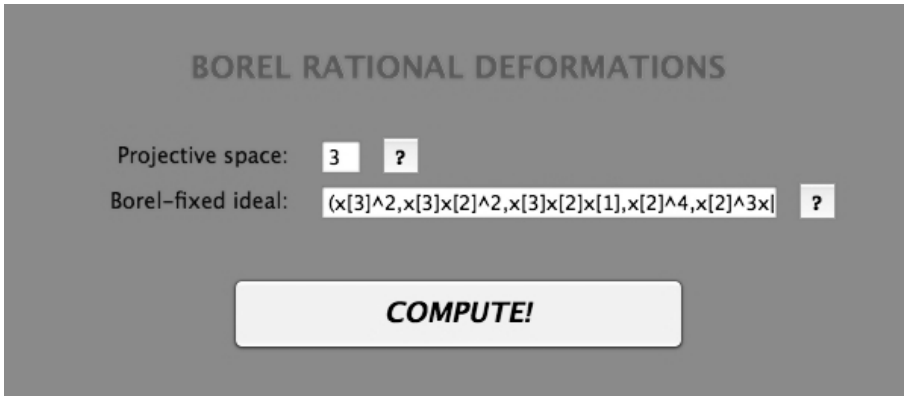 BOREL RATIONAL DEFORMATIONS
Projective space: 3 ?
Borel-fixed ideal: (x[3]^2,x[3]x[2]^2,x[3]x[2]x[1],x[2]^4,x[2]^3x| ?
COMPUTE!